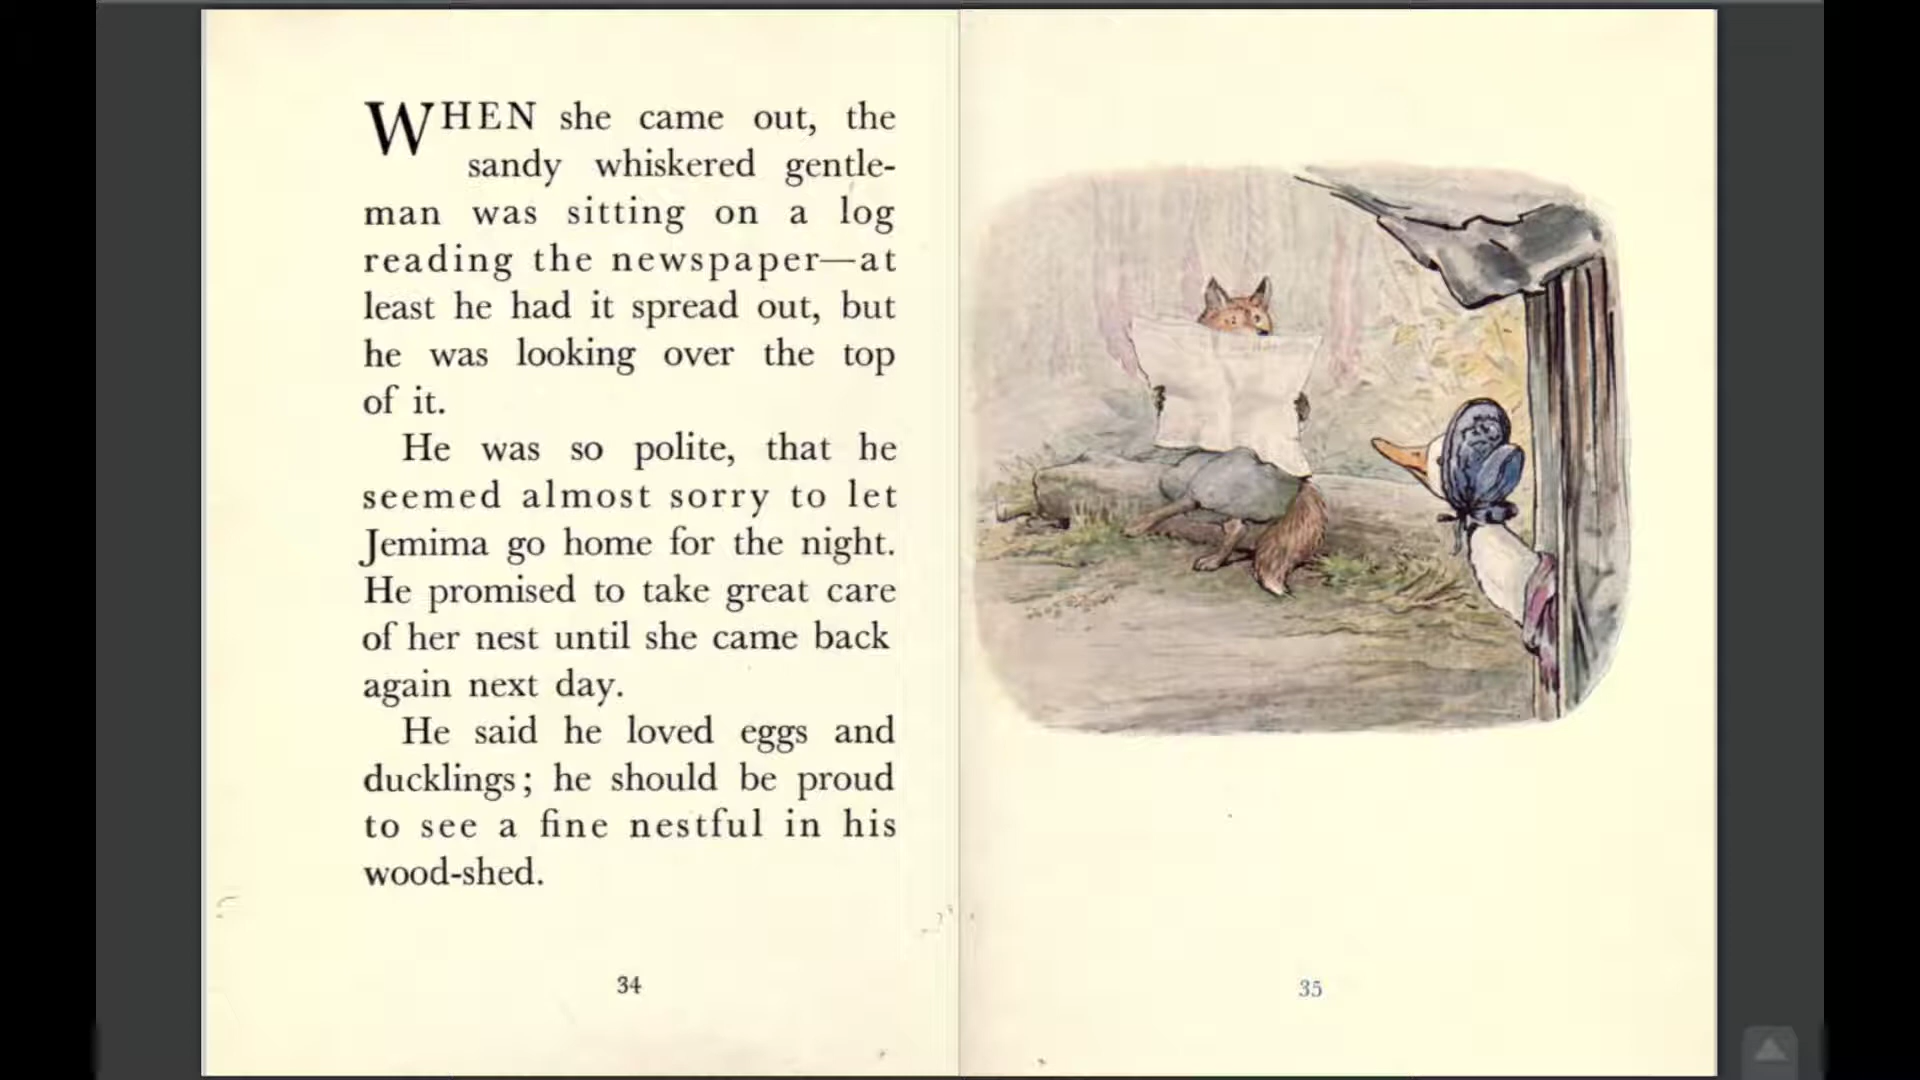 WHEN she came out, the
sandy whiskered gentle-
man was sitting on a log
reading the newspaper—at
least he had it spread out, but
he was looking over the top
of it.
He was so polite, that he
seemed almost sorry to let
Jemima go home for the night.
He promised to take great care
of her nest until she came back
again next day.
He said he loved eggs and
ducklings; he should be proud
to see a fine nestful in his
wood-shed.
34
35